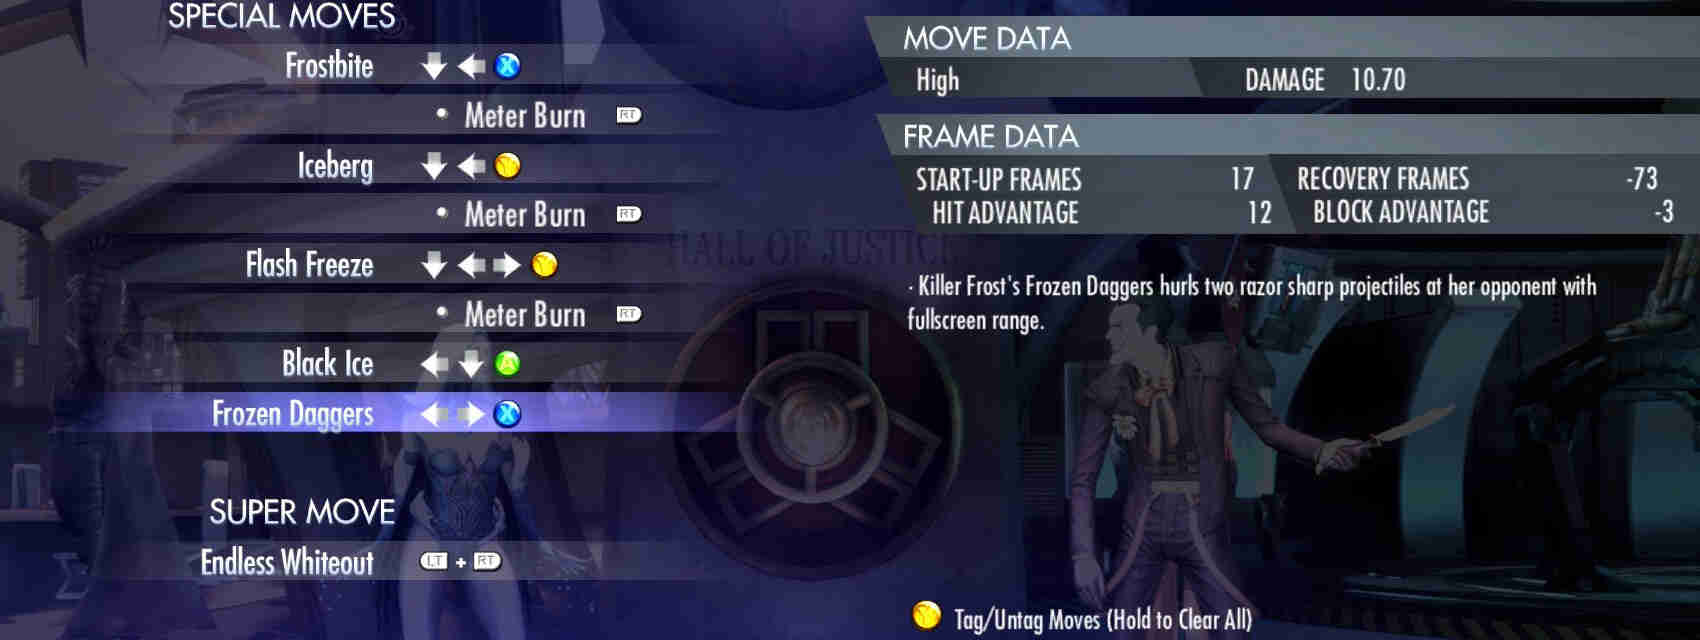 SPECIAL MOVES
Frostbite X
• Meter Burn RT
Iceberg Y
• Meter Burn RT
Flash Freeze Y
• Meter Burn RT
Black Ice A
Frozen Daggers X
SUPER MOVE
Endless Whiteout LT + RT
MOVE DATA
High DAMAGE 10.70
FRAME DATA
START-UP FRAMES 17 RECOVERY FRAMES -73
HIT ADVANTAGE 12 BLOCK ADVANTAGE -3
HALL OF JUSTICE
· Killer Frost's Frozen Daggers hurls two razor sharp projectiles at her opponent with
fullscreen range.
Y Tag/Untag Moves (Hold to Clear All)